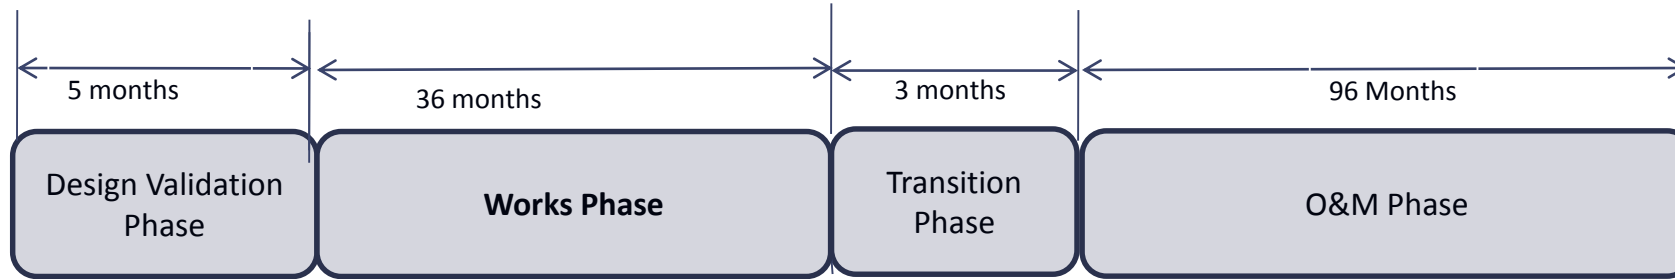 5 months
36 months
3 months
96 Months
Design Validation
Phase
Works Phase
Transition
Phase
O&M Phase